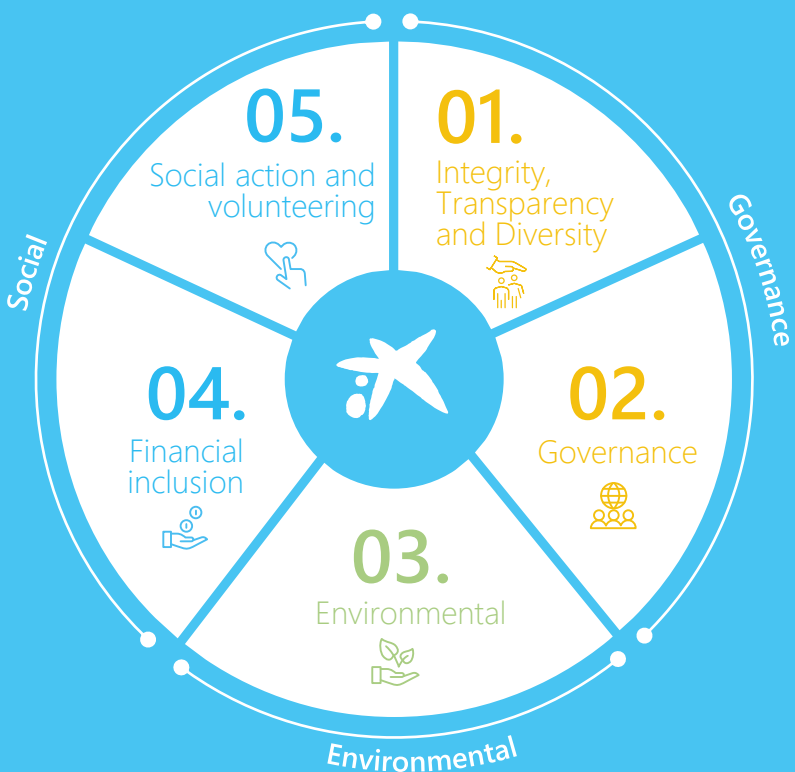 05.
Social action and
volunteering
01.
Integrity,
Transparency
and Diversity
Social
Governance
04.
Financial
inclusion
02.
Governance
03.
Environmental
Environmental